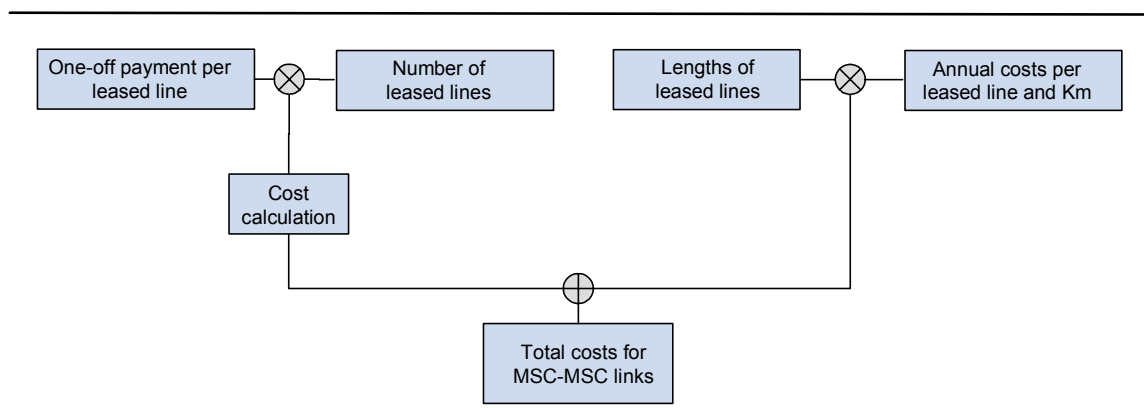 One-off payment per
leased line
Number of
leased lines
Lengths of
leased lines
Annual costs per
leased line and Km
Cost
calculation
Total costs for
MSC-MSC links